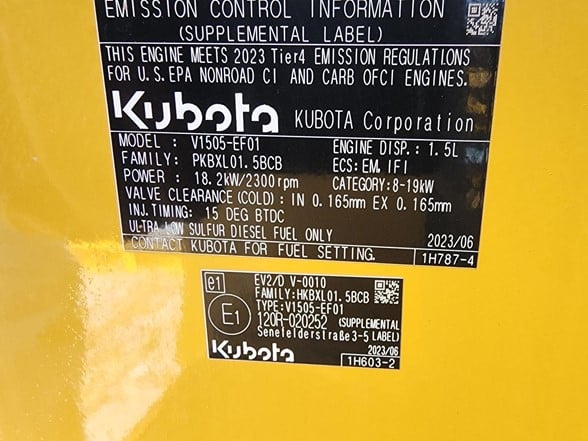 EMISSION CONTROL INFORMATION
(SUPPLEMENTAL LABEL)
THIS ENGINE MEETS 2023 Tier4 EMISSION REGULATIONS
FOR U.S.EPA NONROAD CI AND CARB OFCI ENGINES.
Kubota KUBOTA Corporation
MODEL : V1505-EF01 ENGINE DISP.: 1.5L
FAMILY: PKBXL01.5BCB ECS:EM, IFI
POWER : 18.2kW/2300rpm CATEGORY:8-19kW
VALVE CLEARANCE(COLD): IN 0.165mm EX 0.165mm
INJ.TIMING: 15 DEG BTDC
ULTRA LOW SULFUR DIESEL FUEL ONLY 2023/06
CONTACT KUBOTA FOR FUEL SETTING. 1H787-4
e1 EV2/D V-0010
FAMILY:HKBXL01.5BCB
TYPE:V1505-EF01
E1 120R-020252 (SUPPLEMENTAL
Senefelderstraße3-5 LABEL)
Kubota 2023/06
1H603-2